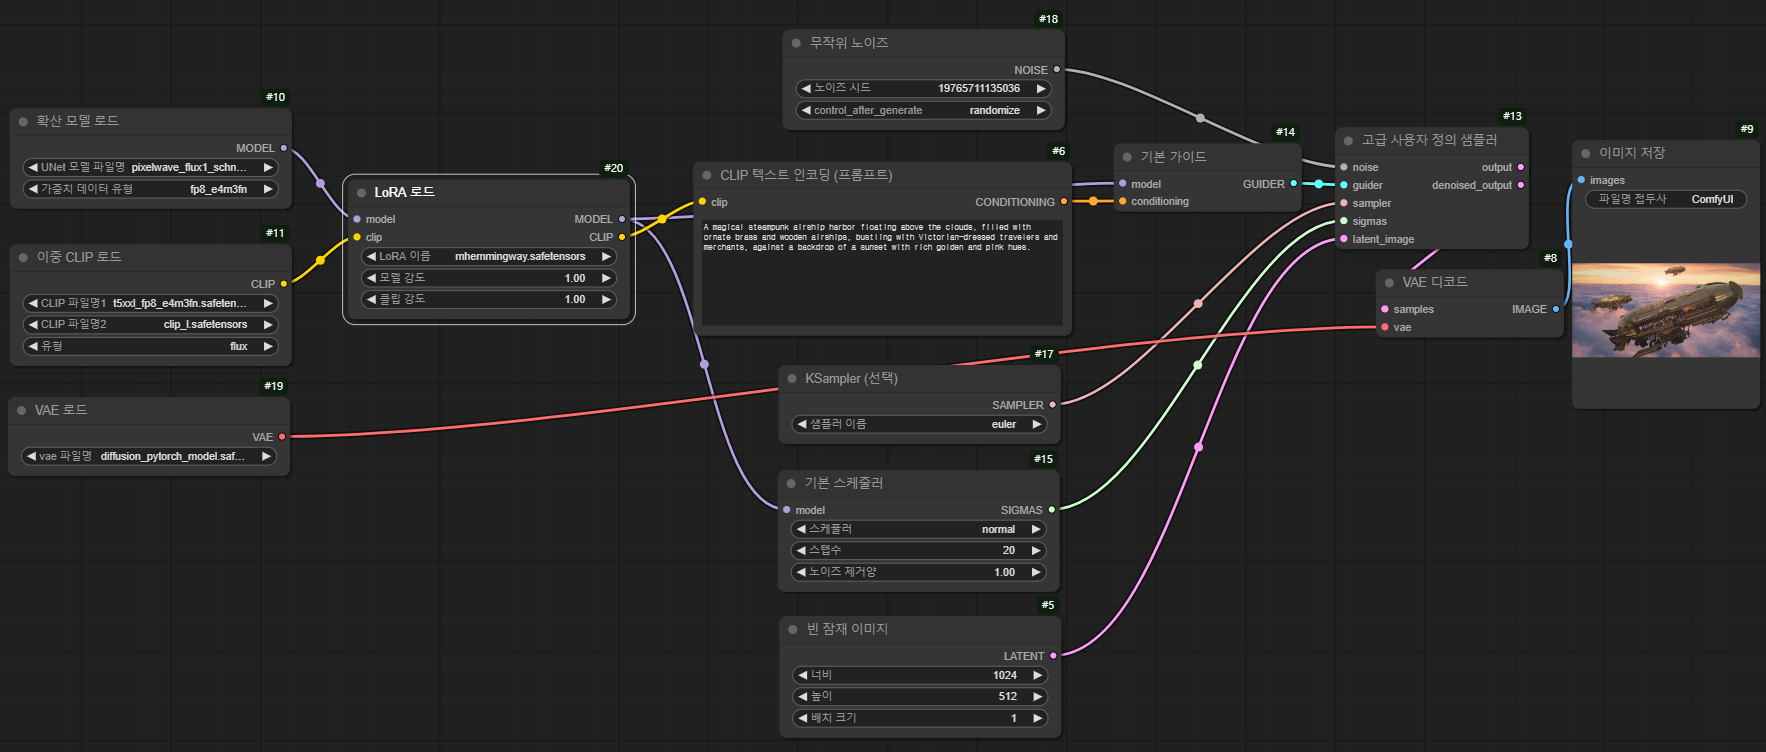 #10
확산 모델 로드
MODEL
UNet 모델 파일명 pixelwave_flux1_schn...
가중치 데이터 유형 fp8_e4m3fn
#11
이중 CLIP 로드
CLIP
CLIP 파일명1 t5xxl_fp8_e4m3fn.safeten...
CLIP 파일명2 clip_l.safetensors
유형 flux
#19
VAE 로드
VAE
vae 파일명 diffusion_pytorch_model.saf...
#20
LoRA 로드
model MODEL
clip CLIP
LoRA 이름 mhemmingway.safetensors
모델 강도 1.00
클립 강도 1.00
#18
무작위 노이즈
NOISE
노이즈 시드 19765711135036
control_after_generate randomize
#6
CLIP 텍스트 인코딩 (프롬프트)
clip CONDITIONING
A magical steampunk airship harbor floating above the clouds, filled with
ornate brass and wooden airships, bustling with Victorian-dressed travelers and
merchants, against a backdrop of a sunset with rich golden and pink hues.
#17
KSampler (선택)
SAMPLER
샘플러 이름 euler
#15
기본 스케줄러
model SIGMAS
스케줄러 normal
스텝수 20
노이즈 제거양 1.00
#5
빈 잠재 이미지
LATENT
너비 1024
높이 512
배치 크기 1
#14
기본 가이드
model GUIDER
conditioning
#13
고급 사용자 정의 샘플러
noise output
guider denoised_output
sampler
sigmas
latent_image
#8
VAE 디코드
samples IMAGE
vae
#9
이미지 저장
images
파일명 접두사 ComfyUI